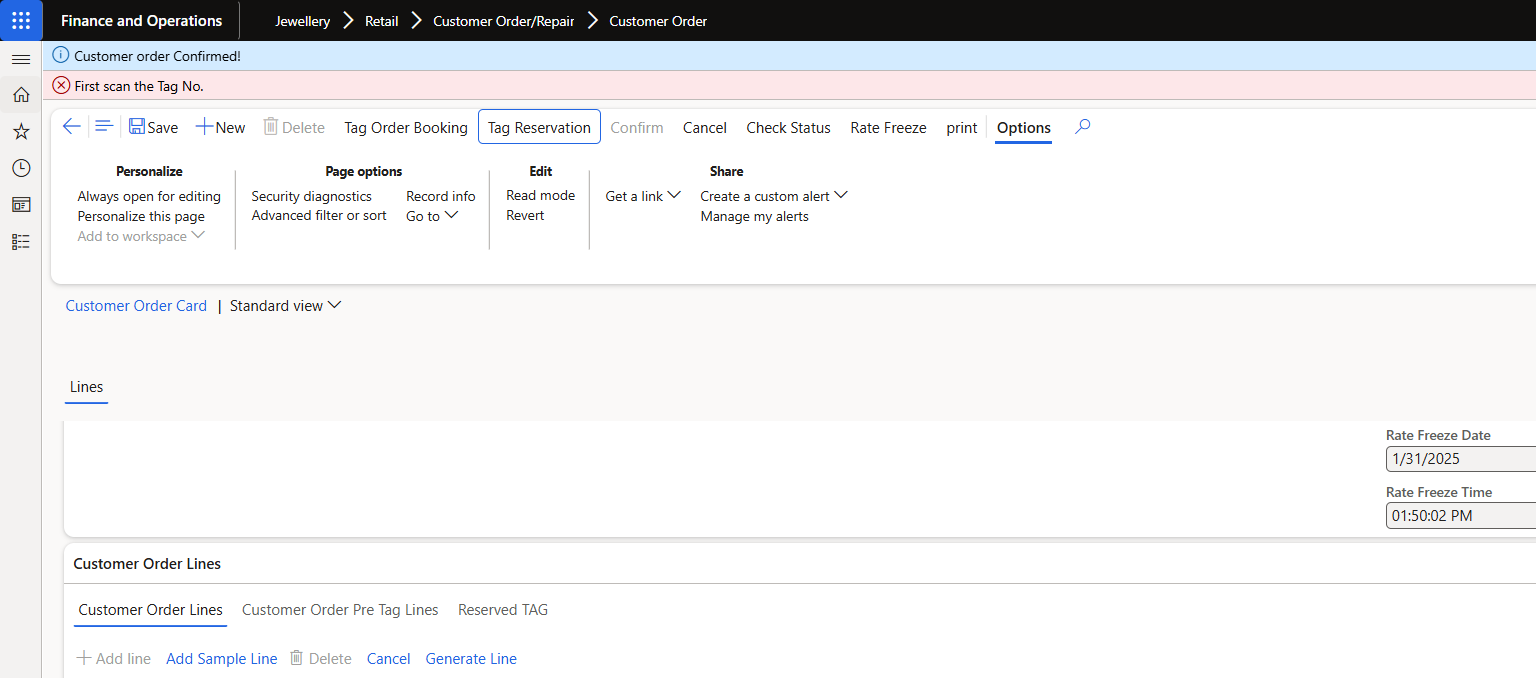 Finance and Operations Jewellery Retail Customer Order/Repair Customer Order
Customer order Confirmed!
First scan the Tag No.
Save New Delete Tag Order Booking Tag Reservation Confirm Cancel Check Status Rate Freeze print Options
Personalize
Always open for editing
Personalize this page
Add to workspace
Page options
Security diagnostics
Advanced filter or sort
Record info
Go to
Edit
Read mode
Revert
Get a link
Share
Create a custom alert
Manage my alerts
Customer Order Card | Standard view
Lines
Rate Freeze Date
1/31/2025
Rate Freeze Time
01:50:02 PM
Customer Order Lines
Customer Order Lines Customer Order Pre Tag Lines Reserved TAG
Add line Add Sample Line Delete Cancel Generate Line